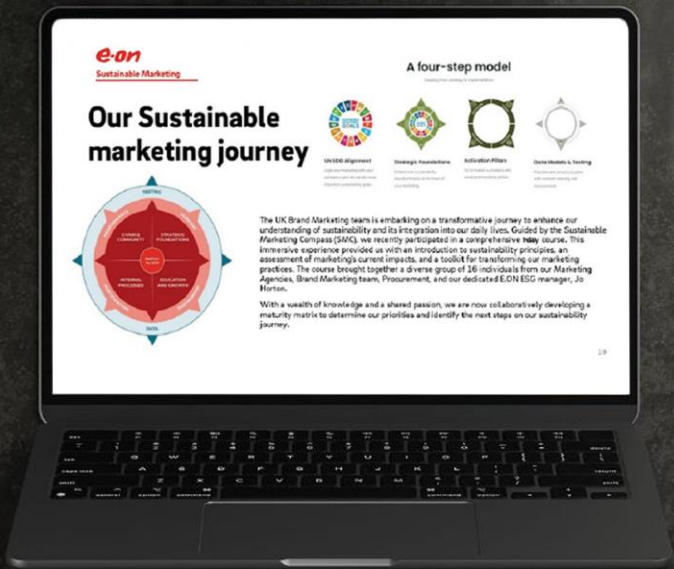 e·on
Sustainable Marketing
Our Sustainable
marketing journey
A four-step model
UN SDG Alignment
Strategic Foundations
Activation Pillars
Data Models & Testing
TESTING
CHANGE COMMUNITY
STRATEGIC FOUNDATIONS
INTERNAL PROCESSES
EDUCATION AND GROWTH
DATA
The UK Brand Marketing team is embarking on a transformative journey to enhance our
understanding of sustainability and its integration into our daily lives. Guided by the Sustainable
Marketing Compass (SMC), we recently participated in a comprehensive course. This
immersive experience provided us with an introduction to sustainability principles, an
assessment of marketing's current impacts, and a toolkit for transforming our marketing
practices. The course brought together a diverse group of 16 individuals from our Marketing
Agencies, Brand Marketing team, Procurement, and our dedicated E.ON ESG manager, Jo
Horton.
With a wealth of knowledge and a shared passion, we are now collaboratively developing a
maturity matrix to determine our priorities and identify the next steps on our sustainability
journey.
19